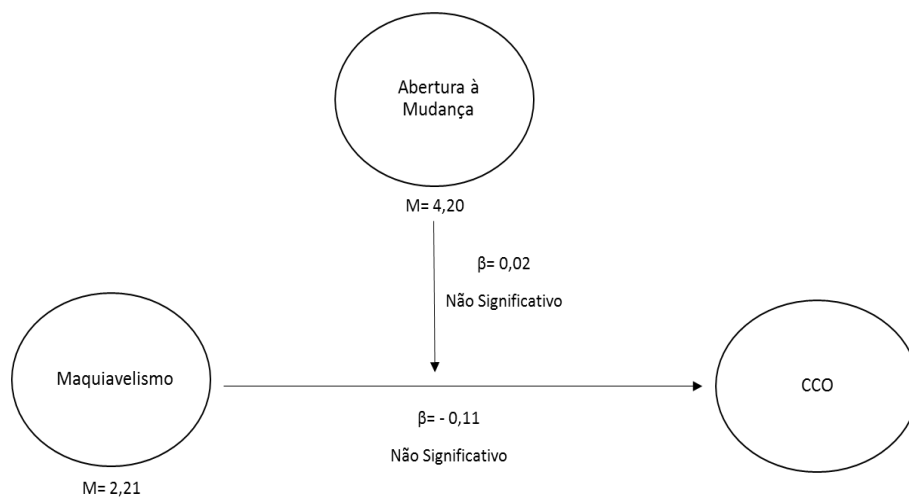 Abertura à
Mudança
M= 4,20
β= 0,02
Não Significativo
Maquiavelismo
CCO
β= - 0,11
Não Significativo
M= 2,21